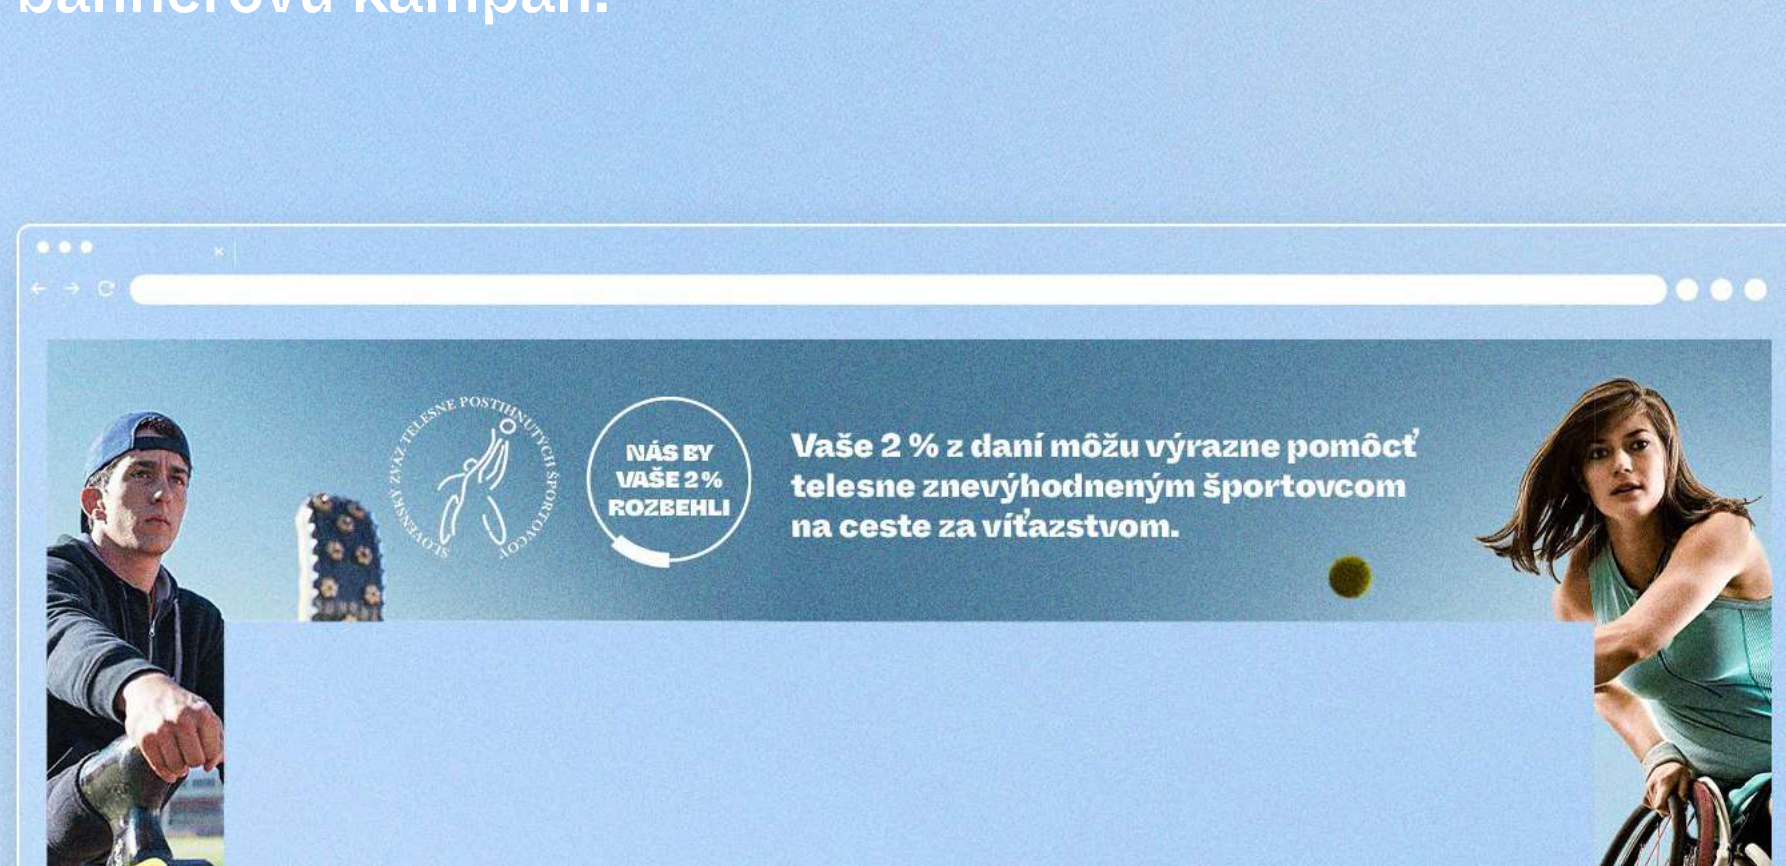 bannerovú kampaň.
SLOVENSKÝ ZVÄZ TELESNE POSTIHNUTÝCH ŠPORTOVCOV
NÁS BY
VAŠE 2 %
ROZBEHLI
Vaše 2 % z daní môžu výrazne pomôcť
telesne znevýhodneným športovcom
na ceste za víťazstvom.